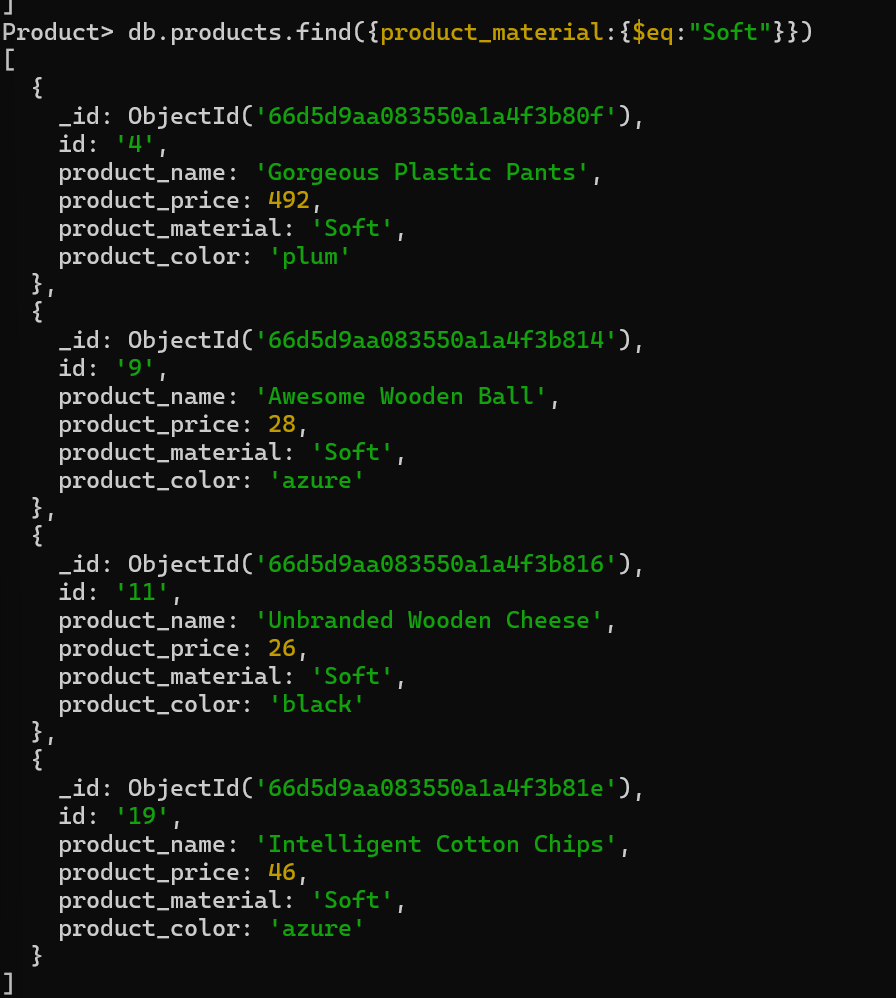 ]
Product> db.products.find({product_material:{$eq:"Soft"}})
[
  {
    _id: ObjectId('66d5d9aa083550a1a4f3b80f'),
    id: '4',
    product_name: 'Gorgeous Plastic Pants',
    product_price: 492,
    product_material: 'Soft',
    product_color: 'plum'
  },
  {
    _id: ObjectId('66d5d9aa083550a1a4f3b814'),
    id: '9',
    product_name: 'Awesome Wooden Ball',
    product_price: 28,
    product_material: 'Soft',
    product_color: 'azure'
  },
  {
    _id: ObjectId('66d5d9aa083550a1a4f3b816'),
    id: '11',
    product_name: 'Unbranded Wooden Cheese',
    product_price: 26,
    product_material: 'Soft',
    product_color: 'black'
  },
  {
    _id: ObjectId('66d5d9aa083550a1a4f3b81e'),
    id: '19',
    product_name: 'Intelligent Cotton Chips',
    product_price: 46,
    product_material: 'Soft',
    product_color: 'azure'
  }
]